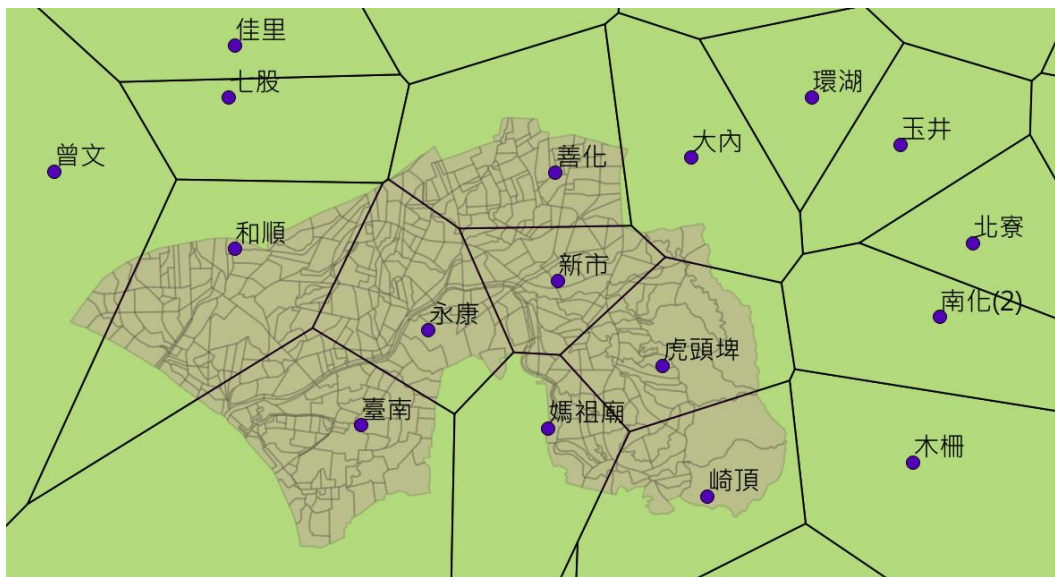 佳里
七股
環湖
玉井
大內
善化
曾文
和順
北寮
新市
南化(2)
永康
虎頭埤
臺南
媽祖廟
木柵
崎頂